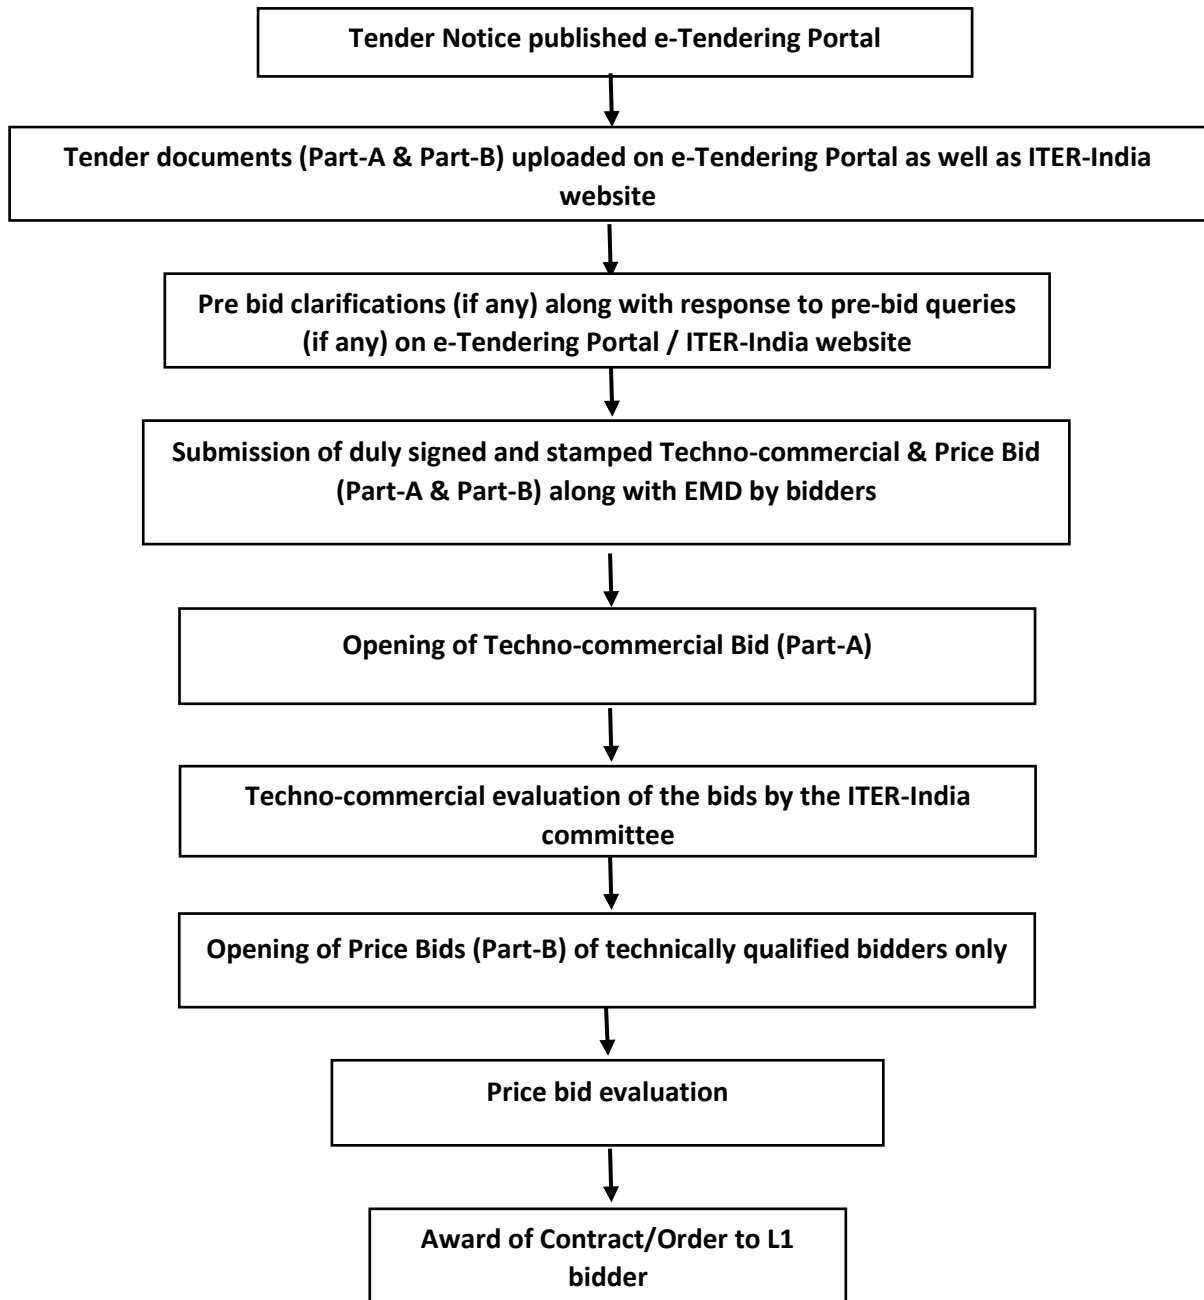 Tender Notice published e-Tendering Portal
Tender documents (Part-A & Part-B) uploaded on e-Tendering Portal as well as ITER-India
website
Pre bid clarifications (if any) along with response to pre-bid queries
(if any) on e-Tendering Portal / ITER-India website
Submission of duly signed and stamped Techno-commercial & Price Bid
(Part-A & Part-B) along with EMD by bidders
Opening of Techno-commercial Bid (Part-A)
Techno-commercial evaluation of the bids by the ITER-India
committee
Opening of Price Bids (Part-B) of technically qualified bidders only
Price bid evaluation
Award of Contract/Order to L1
bidder